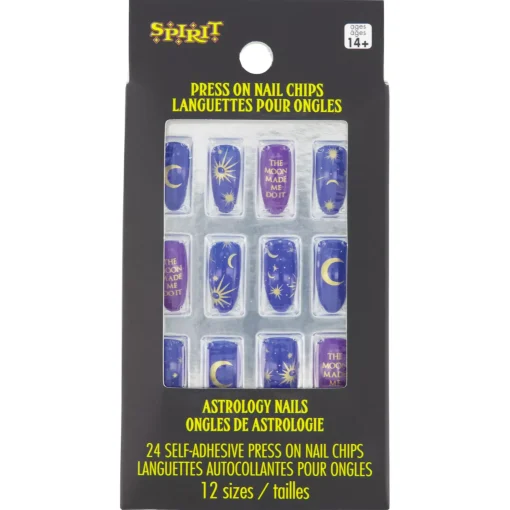 SPIRIT
ages
âges
14+
PRESS ON NAIL CHIPS
LANGUETTES POUR ONGLES
THE
MOON
MADE
ME
DO IT
THE
MOON
MADE
ME
DO IT
THE
MOON
MADE
ME
ASTROLOGY NAILS
ONGLES DE ASTROLOGIE
24 SELF-ADHESIVE PRESS ON NAIL CHIPS
LANGUETTES AUTOCOLLANTES POUR ONGLES
12 sizes / tailles